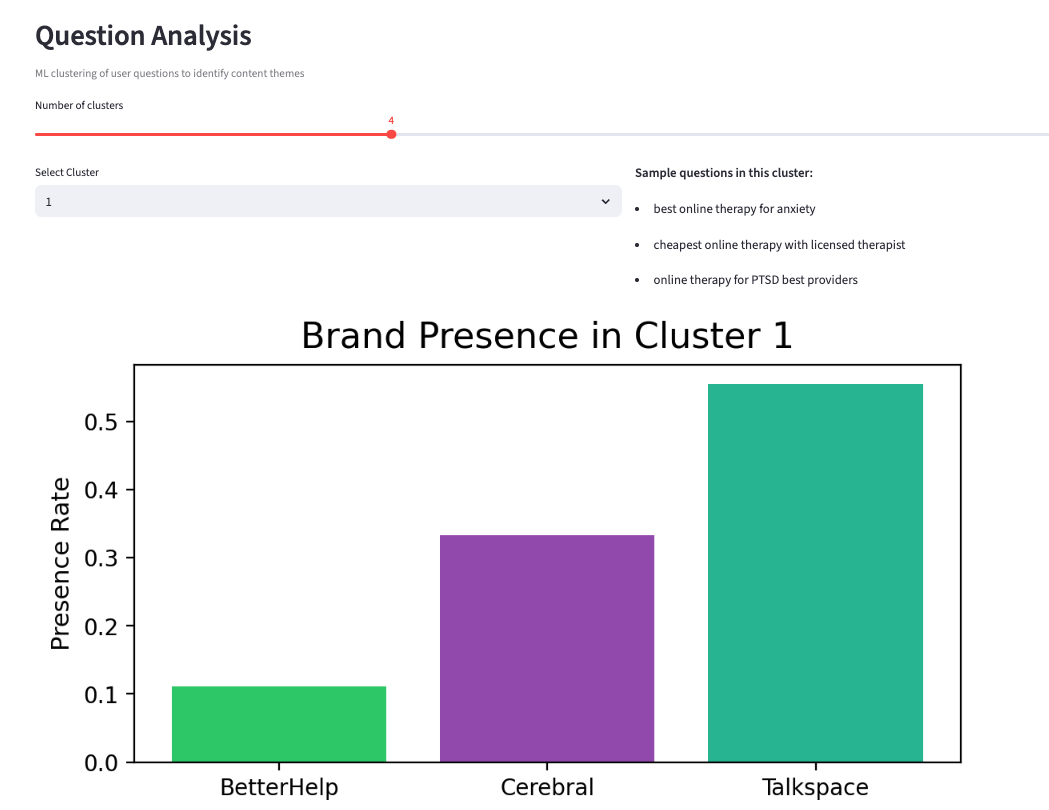 Question Analysis
ML clustering of user questions to identify content themes
Number of clusters
4
Select Cluster
1
Sample questions in this cluster:
• best online therapy for anxiety
• cheapest online therapy with licensed therapist
• online therapy for PTSD best providers
Brand Presence in Cluster 1
Presence Rate
0.5
0.4
0.3
0.2
0.1
0.0
BetterHelp Cerebral Talkspace